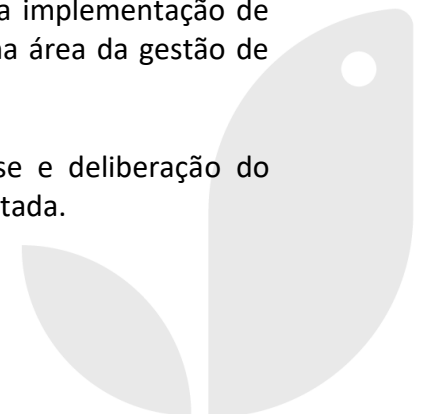 a implementação de
na área da gestão de
se e deliberação do
tada.